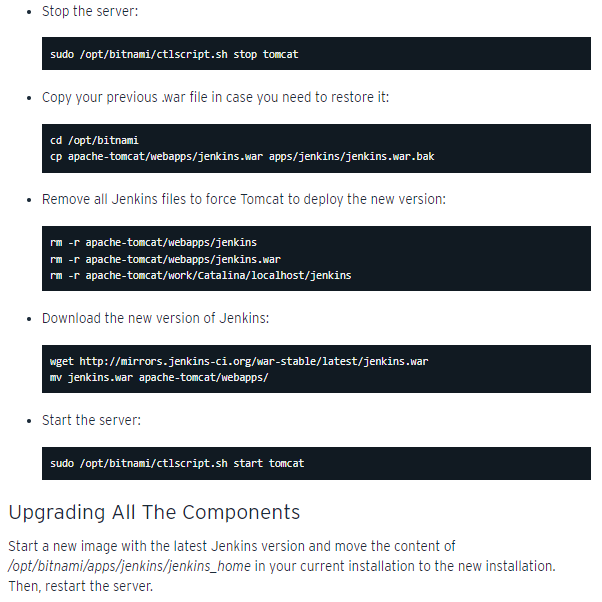 Stop the server:
sudo /opt/bitnami/ctlscript.sh stop tomcat
Copy your previous .war file in case you need to restore it:
cd /opt/bitnami
cp apache-tomcat/webapps/jenkins.war apps/jenkins/jenkins.war.bak
Remove all Jenkins files to force Tomcat to deploy the new version:
rm -r apache-tomcat/webapps/jenkins
rm -r apache-tomcat/webapps/jenkins.war
rm -r apache-tomcat/work/Catalina/localhost/jenkins
Download the new version of Jenkins:
wget http://mirrors.jenkins-ci.org/war-stable/latest/jenkins.war
mv jenkins.war apache-tomcat/webapps/
Start the server:
sudo /opt/bitnami/ctlscript.sh start tomcat
Upgrading All The Components
Start a new image with the latest Jenkins version and move the content of
/opt/bitnami/apps/jenkins/jenkins_home in your current installation to the new installation.
Then, restart the server.